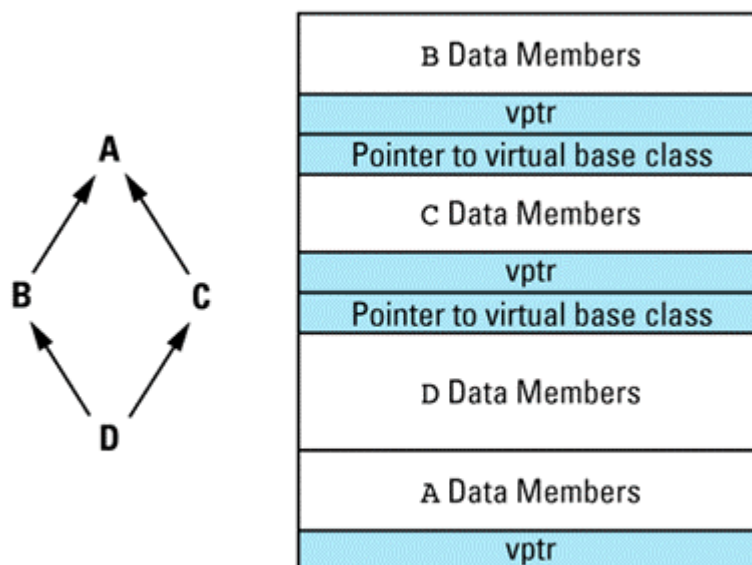 A
B
C
D
B Data Members
vptr
Pointer to virtual base class
C Data Members
vptr
Pointer to virtual base class
D Data Members
A Data Members
vptr